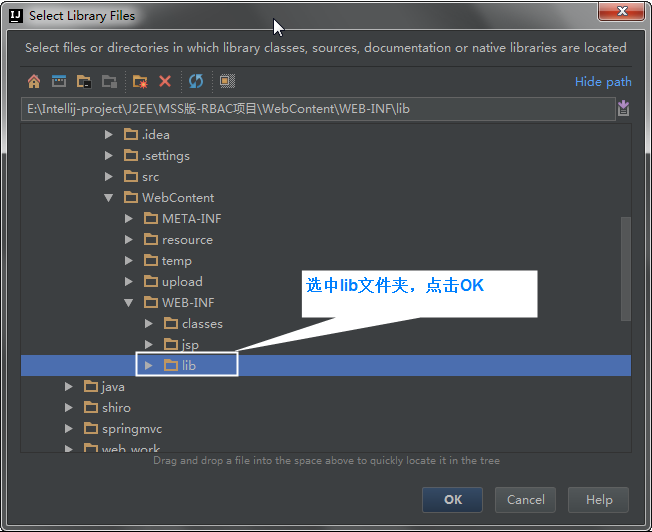 Select Library Files
Select files or directories in which library classes, sources, documentation or native libraries are located
Hide path
E:\Intellij-project\J2EE\MSS版-RBAC项目\WebContent\WEB-INF\lib
.idea
.settings
src
WebContent
META-INF
resource
temp
upload
选中lib文件夹，点击OK
WEB-INF
classes
jsp
lib
java
shiro
springmvc
web_work
Drag and drop a file into the space above to quickly locate it in the tree
OK
Cancel
Help